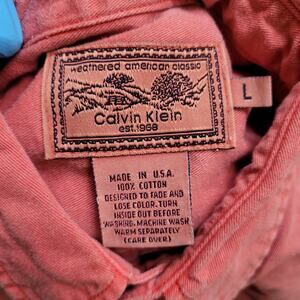 weathered american classic
Calvin Klein
est.1968
L
MADE IN U.S.A.
100% COTTON
DESIGNED TO FADE AND
LOSE COLOR. TURN
INSIDE OUT BEFORE
WASHING. MACHINE WASH
WARM SEPARATELY
(CARE OVER)